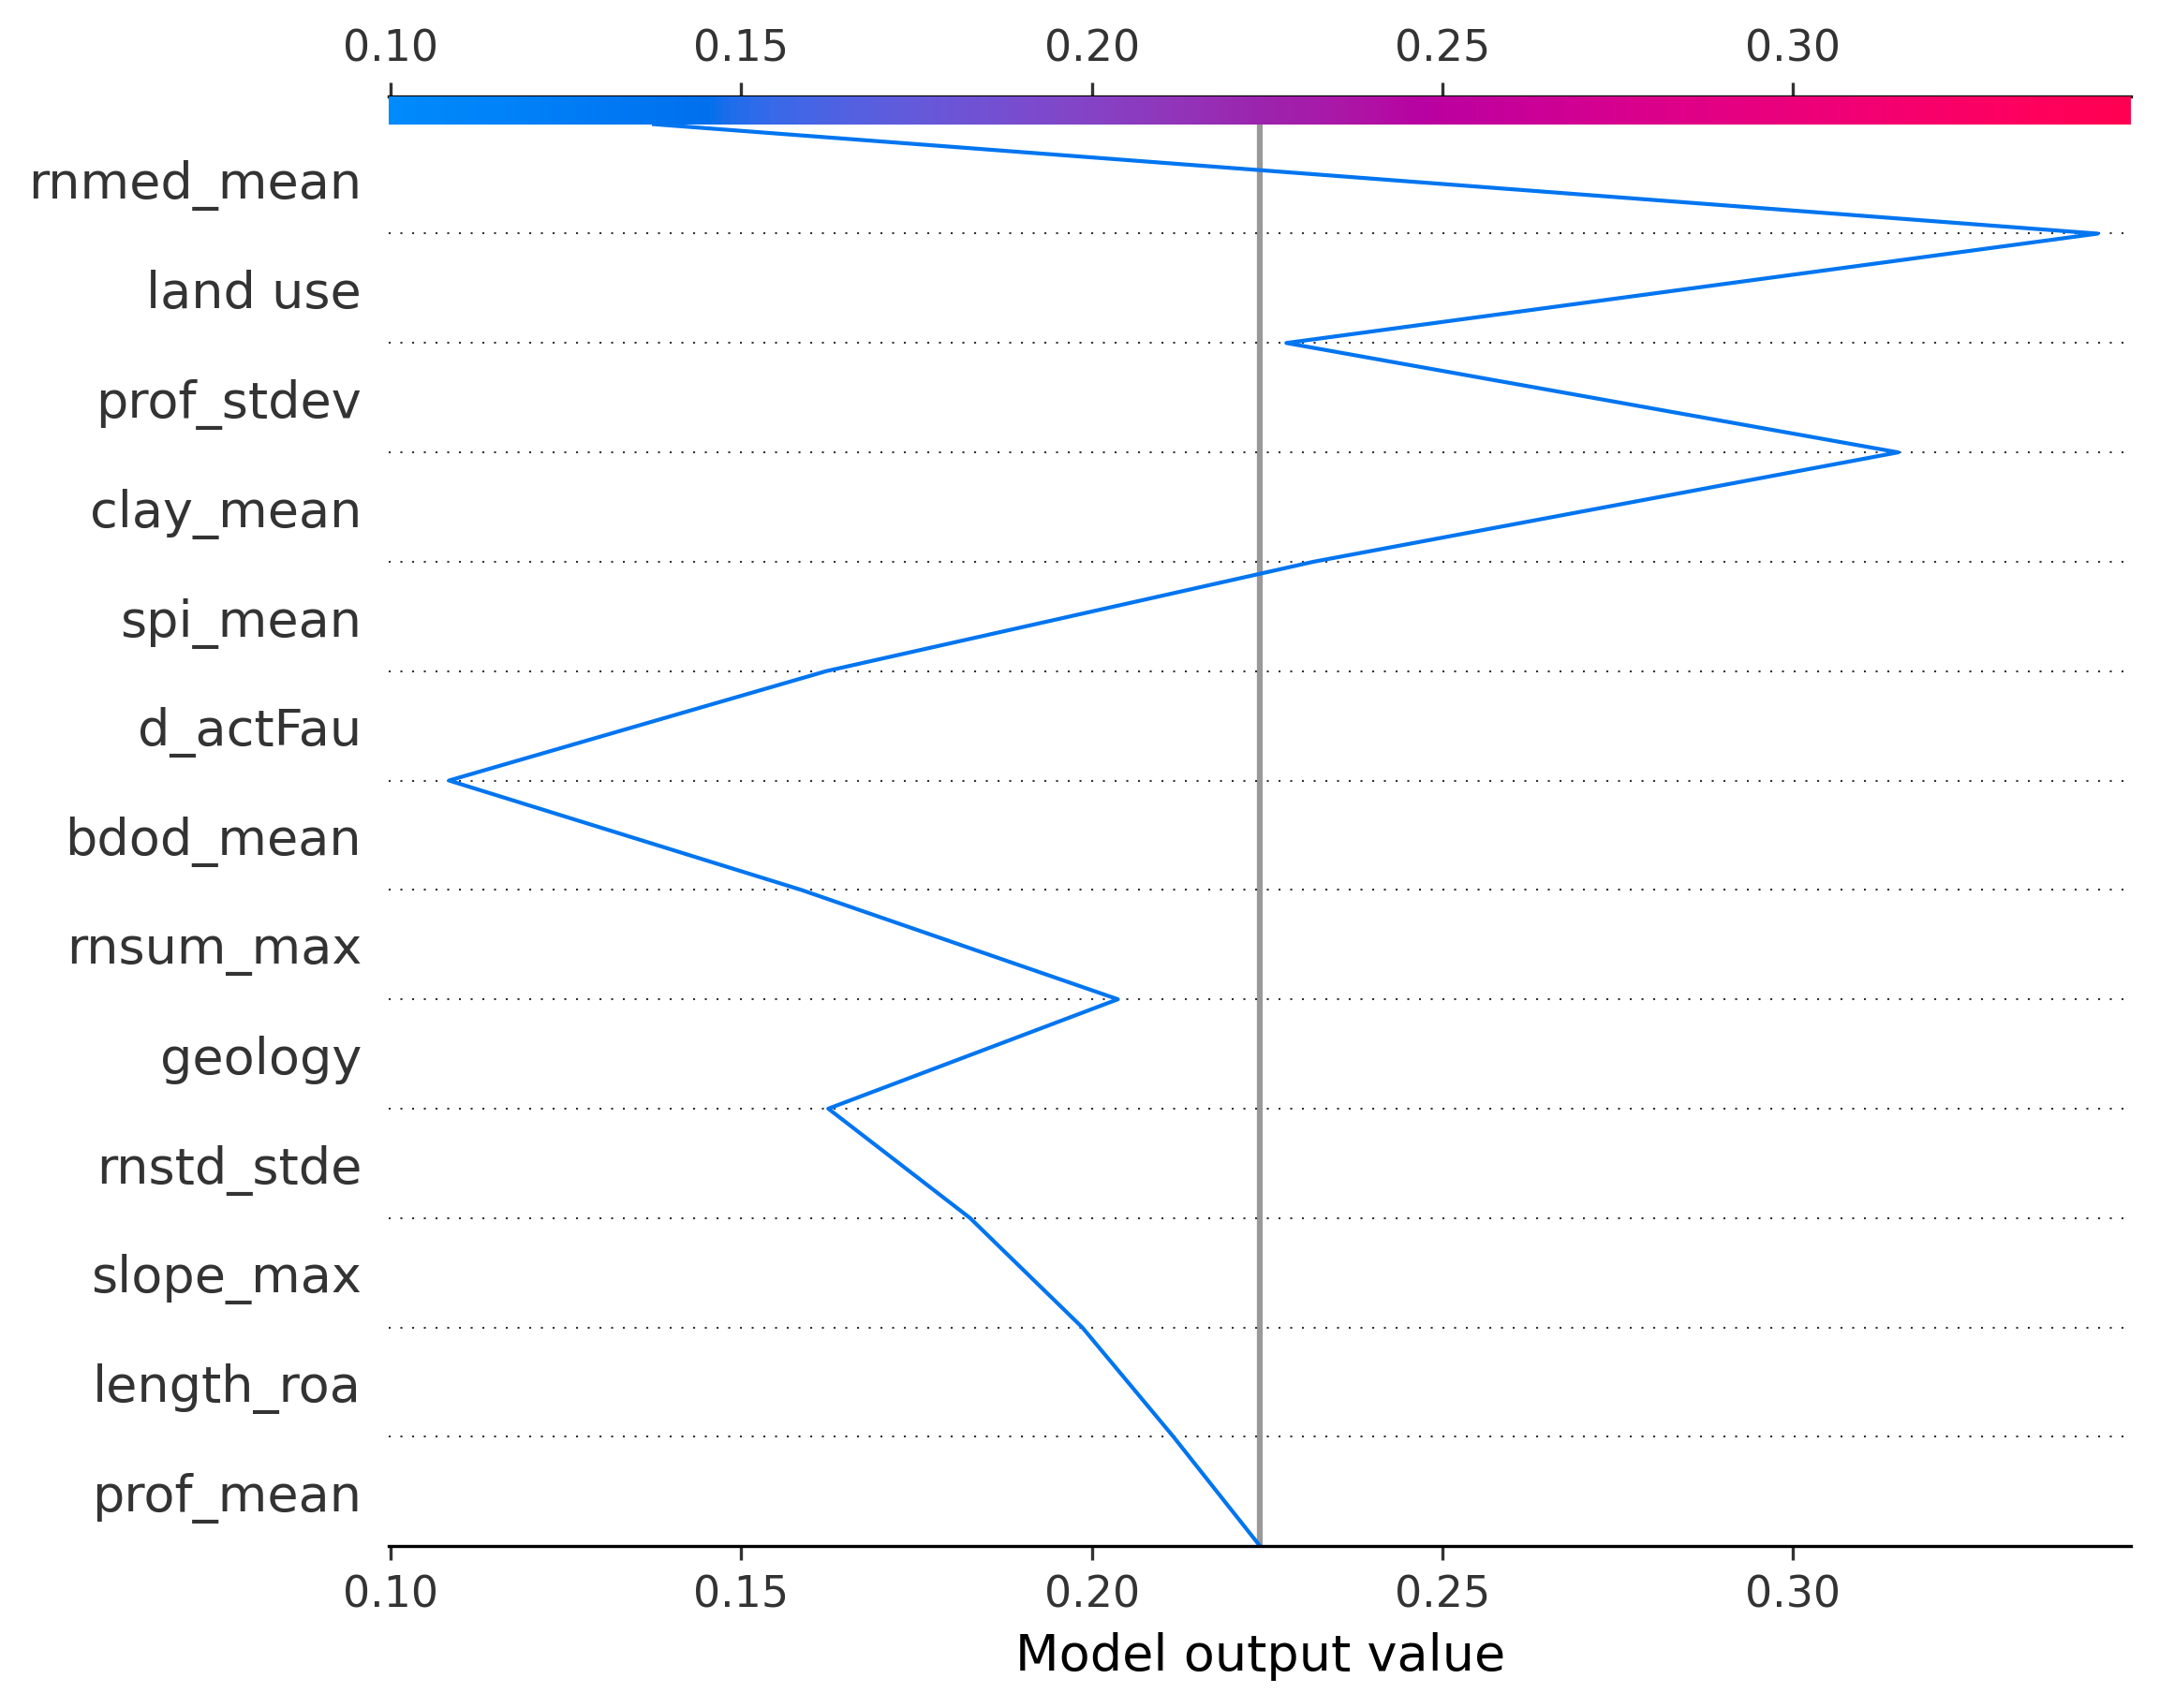 0.10 0.15 0.20 0.25 0.30
rnmed_mean
land use
prof_stdev
clay_mean
spi_mean
d_actFau
bdod_mean
rnsum_max
geology
rnstd_stde
slope_max
length_roa
prof_mean
0.10 0.15 0.20 0.25 0.30
Model output value